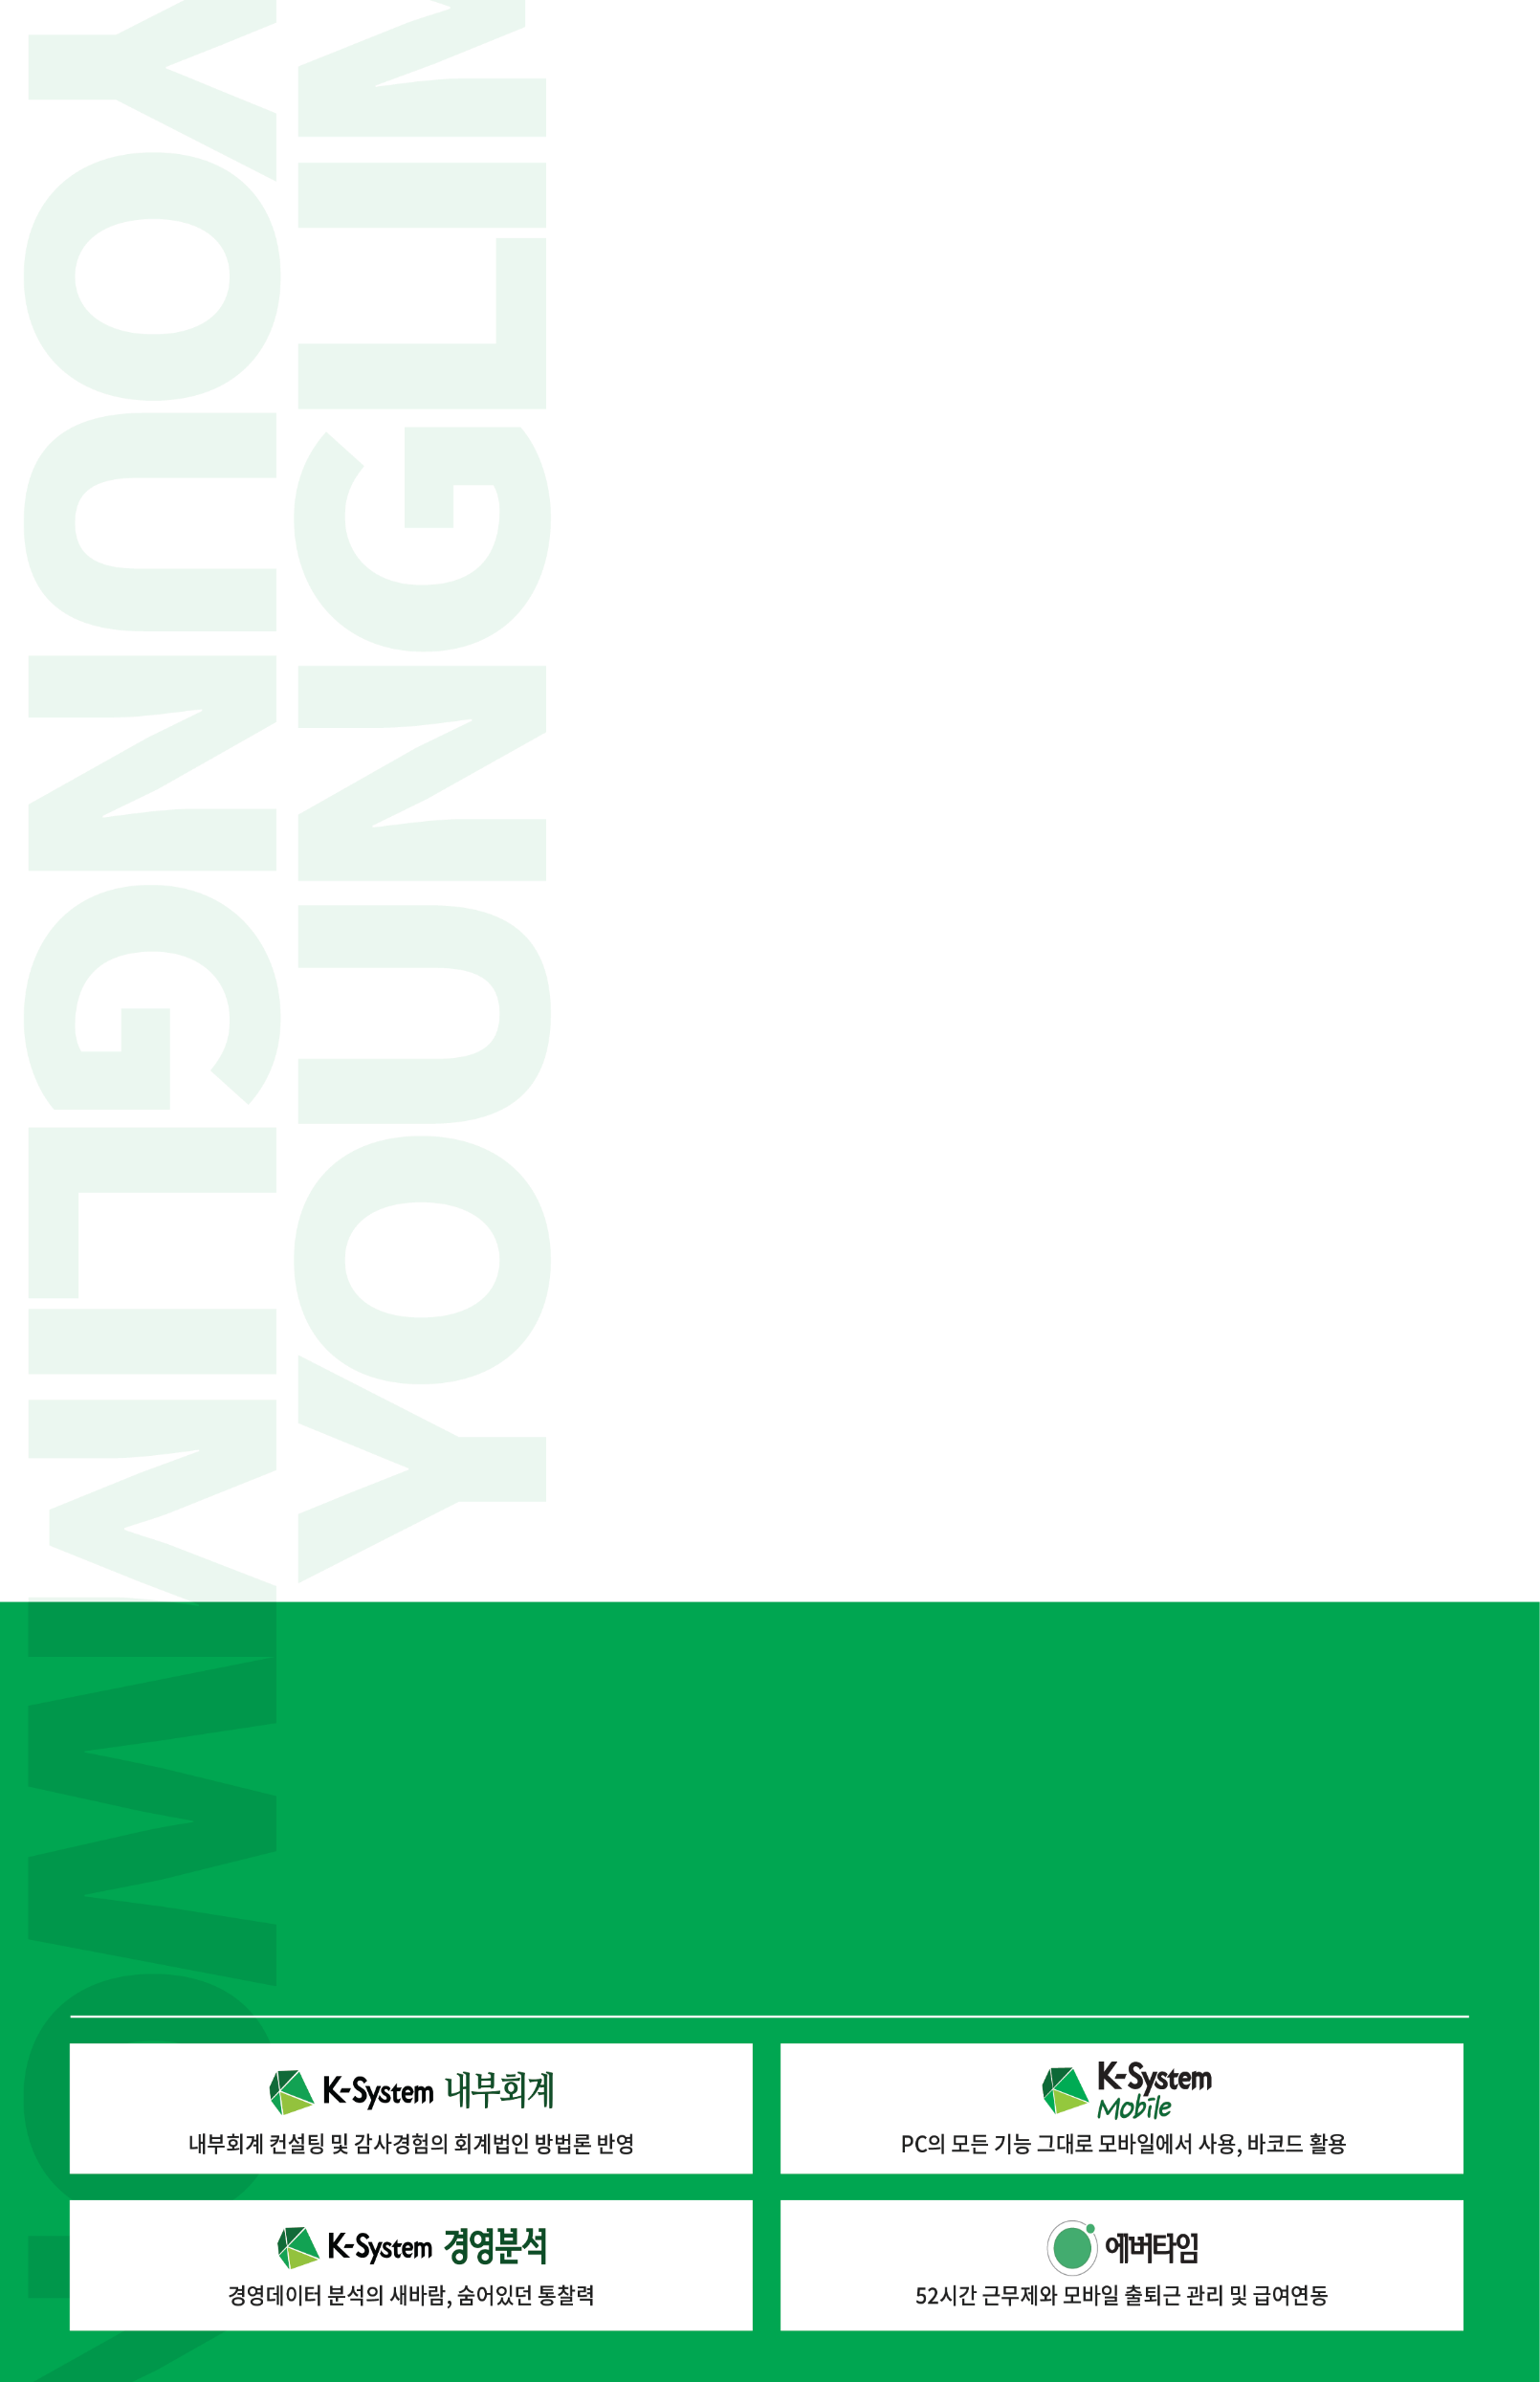 YOUNGLIMWON
YOUNGLIM
K-System 내부회계
내부회계 컨설팅 및 감사경험의 회계법인 방법론 반영
K-System
Mobile
PC의 모든 기능 그대로 모바일에서 사용, 바코드 활용
K-System 경영분석
경영데이터 분석의 새바람, 숨어있던 통찰력
에버타임
52시간 근무제와 모바일 출퇴근 관리 및 급여연동